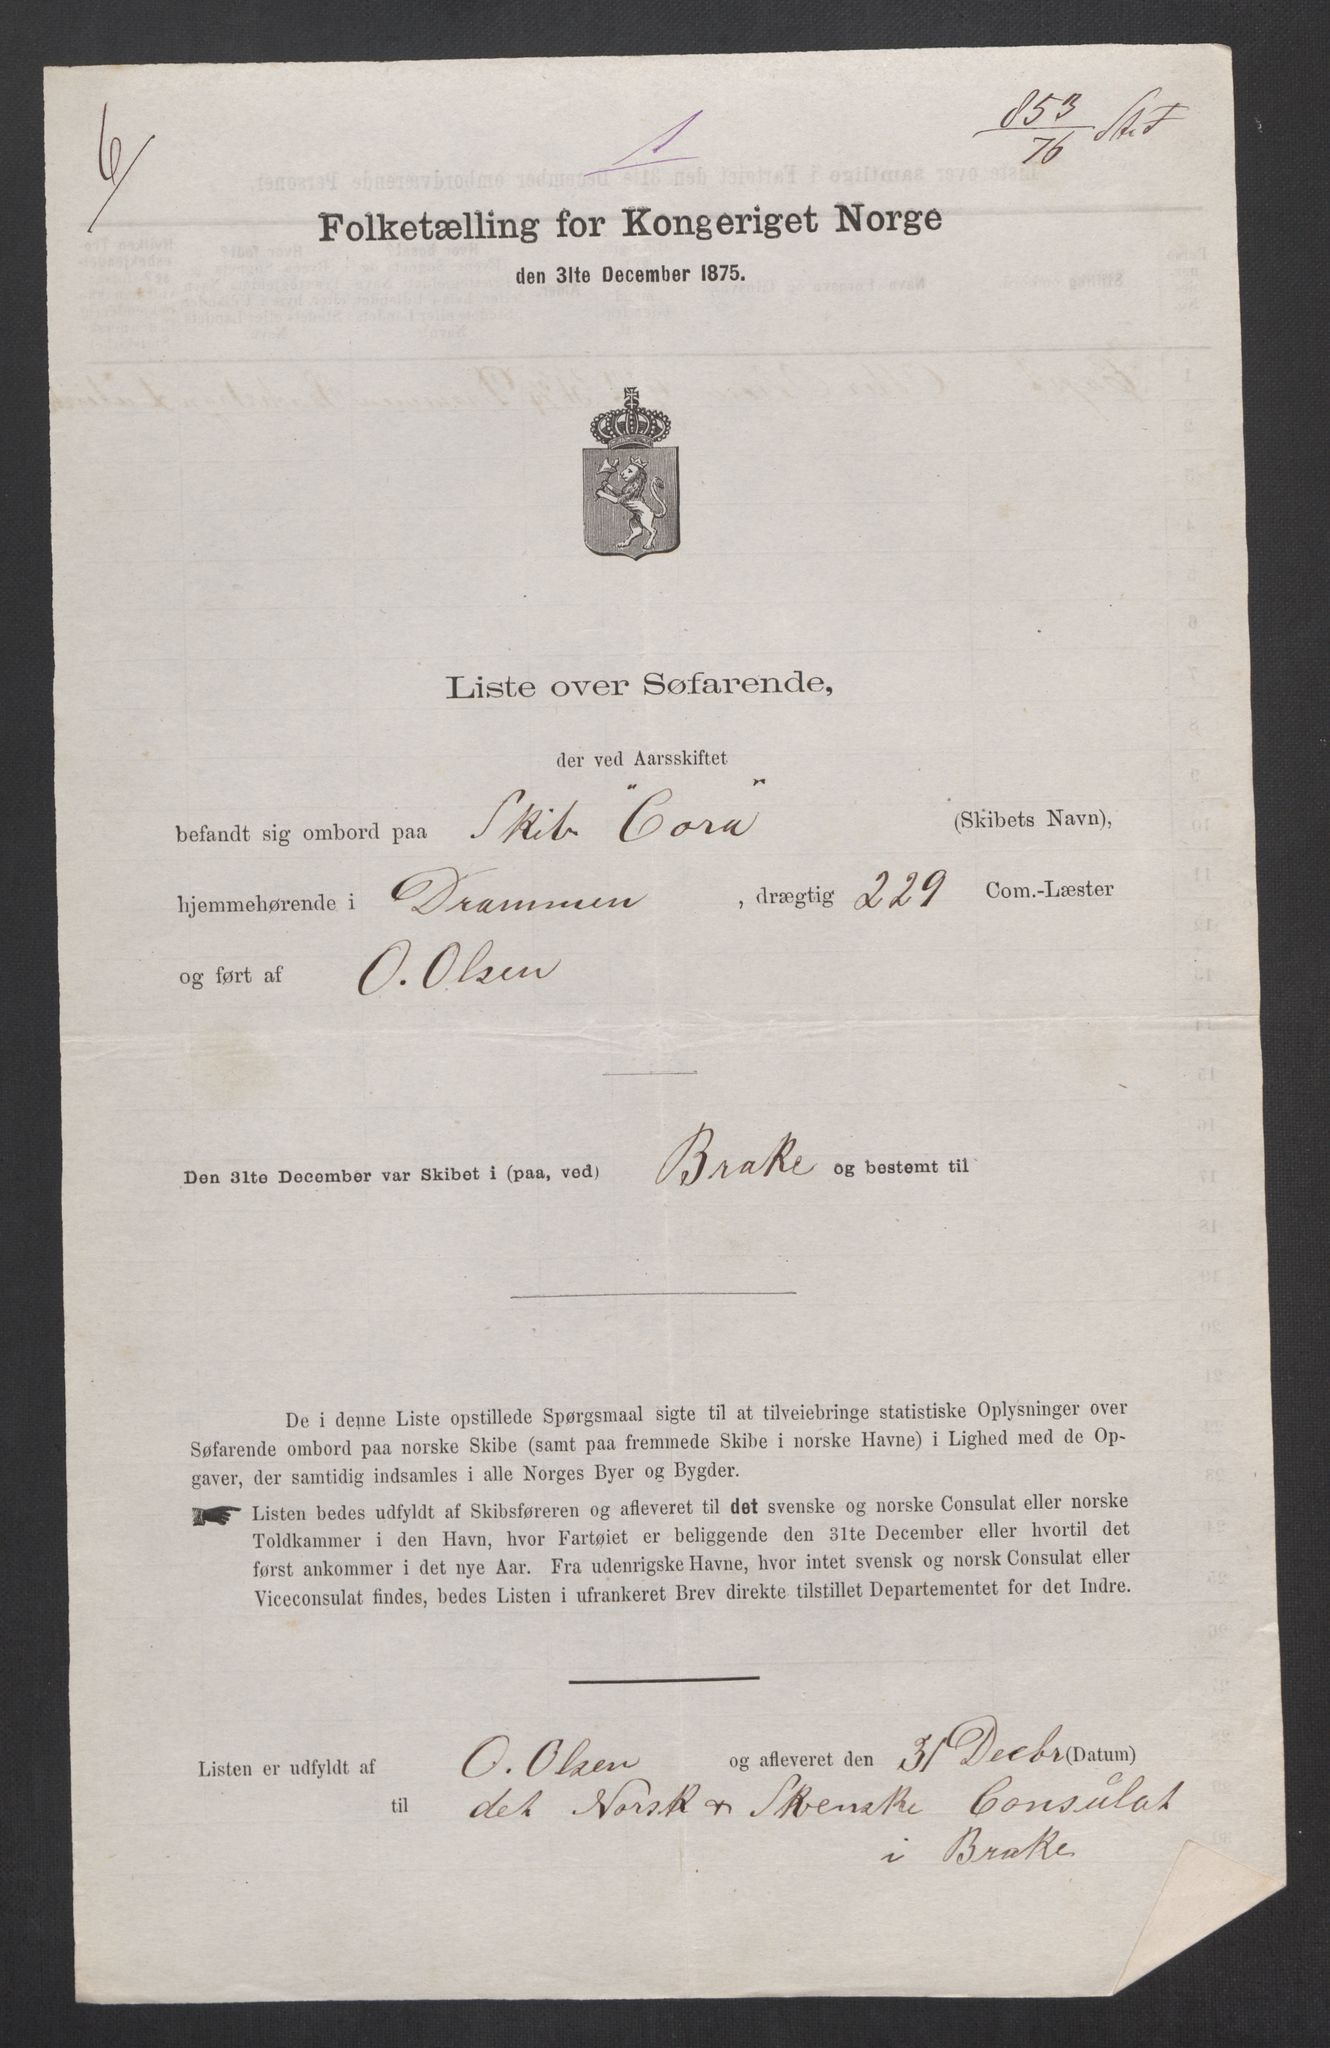 6/
1
853
76
Folketælling for Kongeriget Norge
den 31te December 1875.
Liste over Søfarende,
der ved Aarsskiftet
befandt sig ombord paa Skib "Cora" (Skibets Navn),
hjemmehørende i Drammen, drægtig 229 Com.-Læster
og ført af O. Olsen
Den 31te December var Skibet i (paa, ved) Brake og bestemt til
De i denne Liste opstillede Spørgsmaal sigte til at tilveiebringe statistiske Oplysninger over
Søfarende ombord paa norske Skibe (samt paa fremmede Skibe i norske Havne) i Lighed med de Op-
gaver, der samtidig indsamles i alle Norges Byer og Bygder.
Listen bedes udfyldt af Skibsføreren og afleveret til det svenske og norske Consulat eller norske
Toldkammer i den Havn, hvor Fartøiet er beliggende den 31te December eller hvortil det
først ankommer i det nye Aar. Fra udenrigske Havne, hvor intet svensk og norsk Consulat eller
Viceconsulat findes, bedes Listen i ufrankeret Brev direkte tilstillet Departementet for det Indre.
Listen er udfyldt af O. Olsen og afleveret den 31 Decbr (Datum)
til det Norsk & Svenske Consulat
i Brake